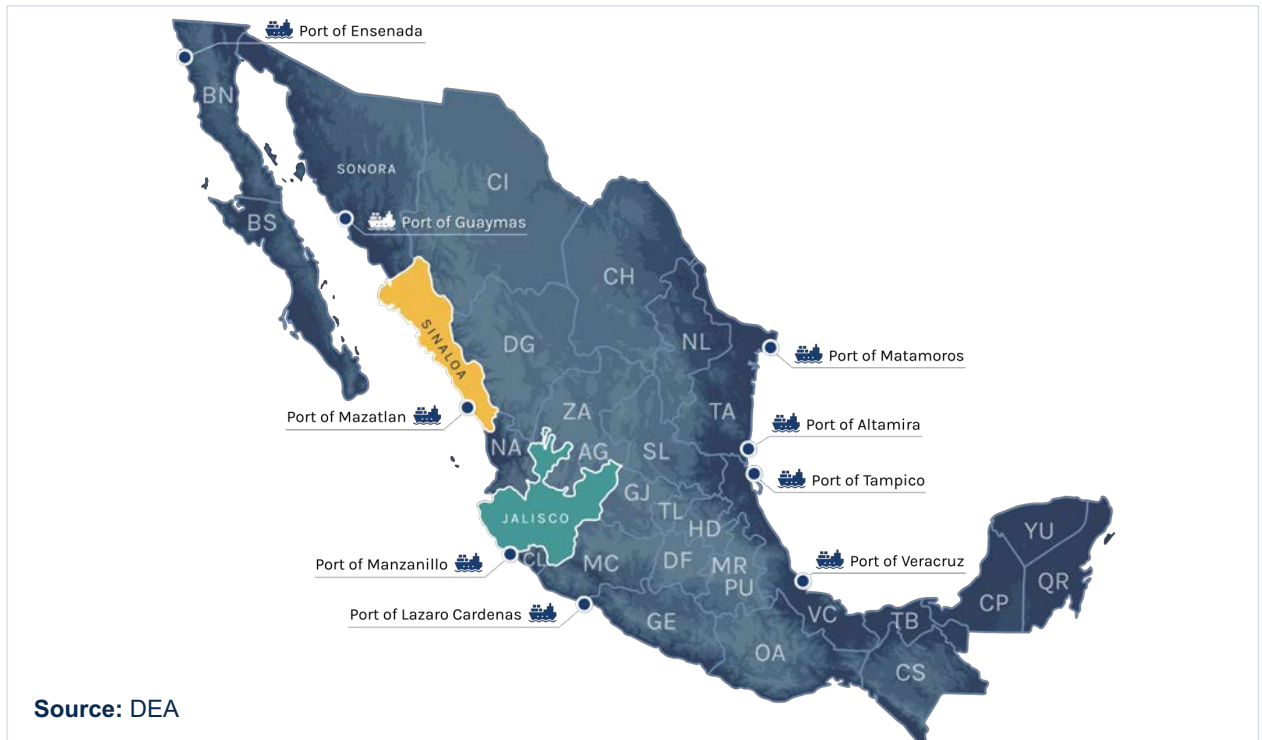 Port of Ensenada
BN
SONORA
CI
BS
Port of Guaymas
CH
SINALOA
DG
NL
Port of Matamoros
Port of Mazatlan
ZA
TA
Port of Altamira
NA
AG
SL
Port of Tampico
GJ
JALISCO
TL
HD
YU
Port of Manzanillo
CL
MC
DF
MR
Port of Veracruz
PU
QR
CP
Port of Lazaro Cardenas
GE
VC
TB
OA
CS
Source: DEA